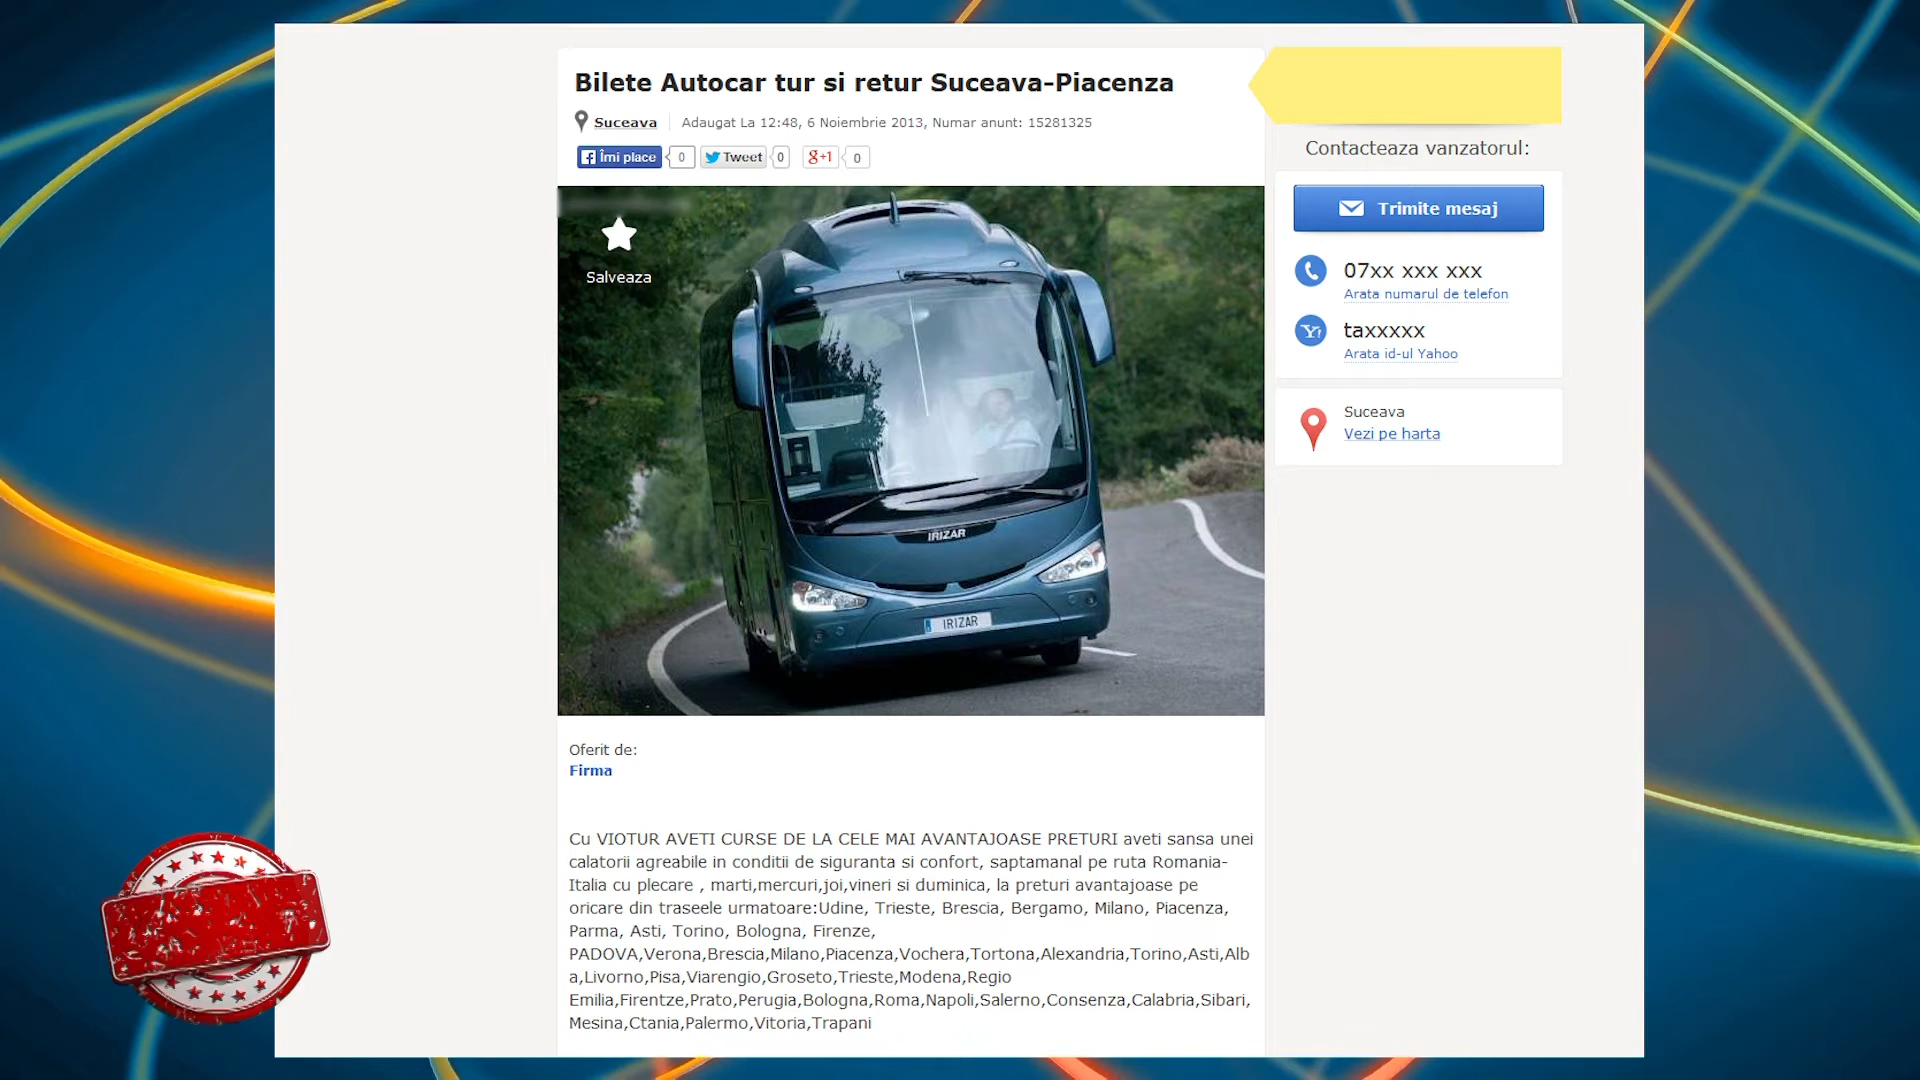 Bilete Autocar tur si retur Suceava-Piacenza
Suceava Adaugat La 12:48, 6 Noiembrie 2013, Numar anunt: 15281325
Îmi place 0 Tweet 0 g+1 0
Salveaza
IRIZAR
IRIZAR
Oferit de:
Firma
Cu VIOTUR AVETI CURSE DE LA CELE MAI AVANTAJOASE PRETURI aveti sansa unei
calatorii agreabile in conditii de siguranta si confort, saptamanal pe ruta Romania-
Italia cu plecare , marti,mercuri,joi,vineri si duminica, la preturi avantajoase pe
oricare din traseele urmatoare:Udine, Trieste, Brescia, Bergamo, Milano, Piacenza,
Parma, Asti, Torino, Bologna, Firenze,
PADOVA,Verona,Brescia,Milano,Piacenza,Vochera,Tortona,Alexandria,Torino,Asti,Alb
a,Livorno,Pisa,Viarengio,Groseto,Trieste,Modena,Regio
Emilia,Firentze,Prato,Perugia,Bologna,Roma,Napoli,Salerno,Consenza,Calabria,Sibari,
Mesina,Ctania,Palermo,Vitoria,Trapani
Contacteaza vanzatorul:
Trimite mesaj
07xx xxx xxx
Arata numarul de telefon
Y!
taxxxxx
Arata id-ul Yahoo
Suceava
Vezi pe harta